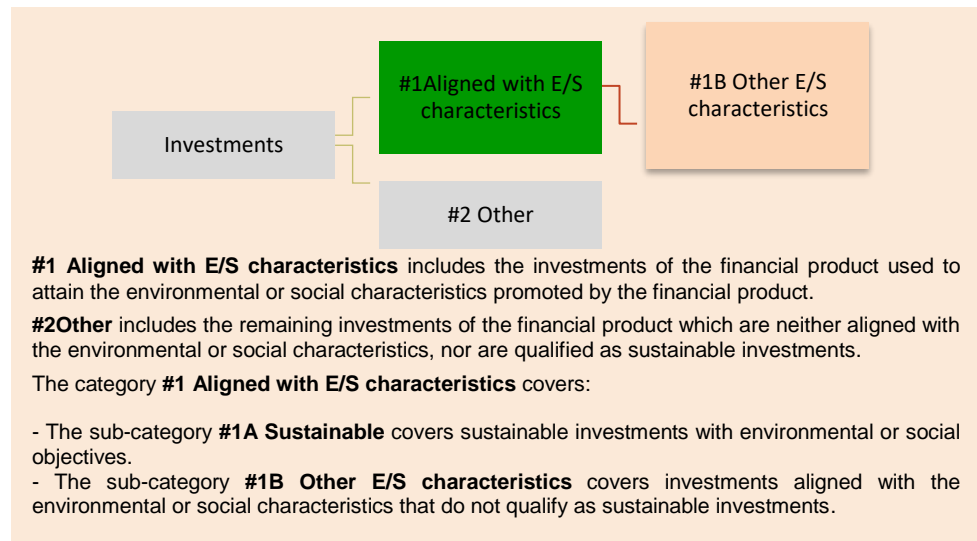 #1Aligned with E/S
characteristics
#1B Other E/S
characteristics
Investments
#2 Other
#1 Aligned with E/S characteristics includes the investments of the financial product used to
attain the environmental or social characteristics promoted by the financial product.
#2Other includes the remaining investments of the financial product which are neither aligned with
the environmental or social characteristics, nor are qualified as sustainable investments.
The category #1 Aligned with E/S characteristics covers:
- The sub-category #1A Sustainable covers sustainable investments with environmental or social
objectives.
- The sub-category #1B Other E/S characteristics covers investments aligned with the
environmental or social characteristics that do not qualify as sustainable investments.